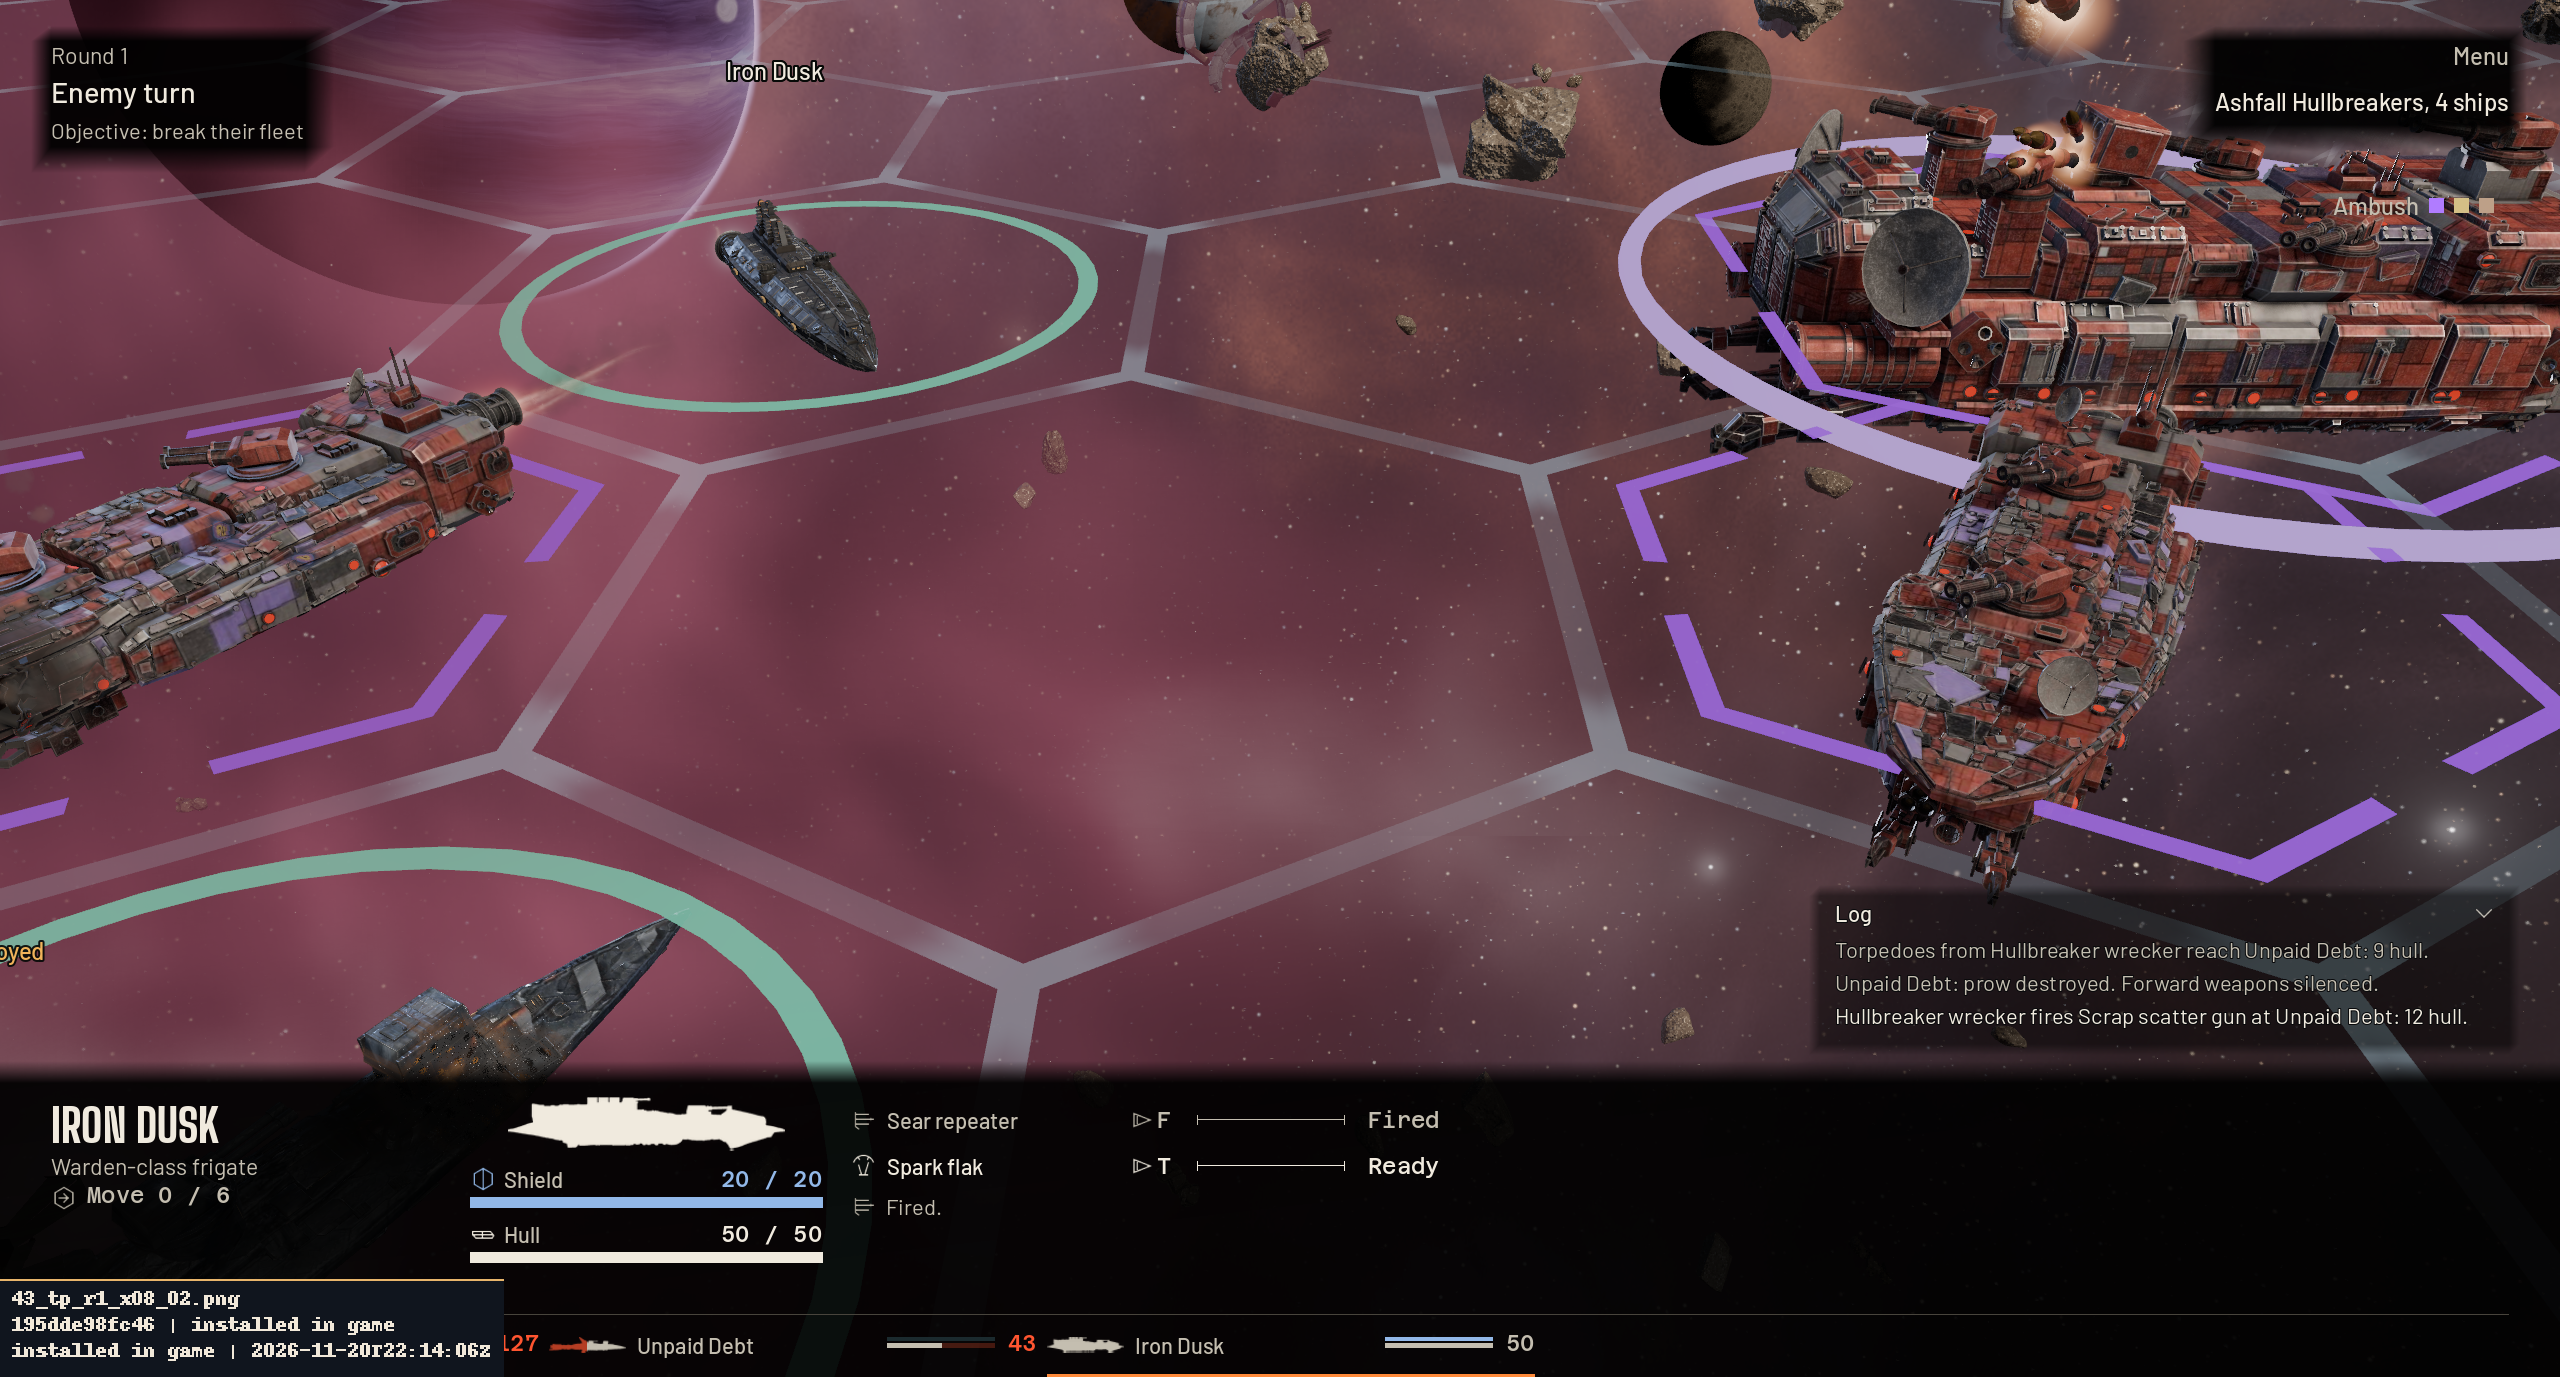 Round 1
Enemy turn
Objective: break their fleet
Iron Dusk
Menu
Ashfall Hullbreakers, 4 ships
Ambush
oyed
Log
Torpedoes from Hullbreaker wrecker reach Unpaid Debt: 9 hull.
Unpaid Debt: prow destroyed. Forward weapons silenced.
Hullbreaker wrecker fires Scrap scatter gun at Unpaid Debt: 12 hull.
IRON DUSK
Warden-class frigate
Move 0 / 6
Shield 20 / 20
Hull 50 / 50
Sear repeater F Fired
Spark flak T Ready
Fired.
43_tp_r1_x08_02.png
195dde98fc46 | installed in game
installed in game | 2026-11-20T22:14:06Z
127 Unpaid Debt 43 Iron Dusk 50